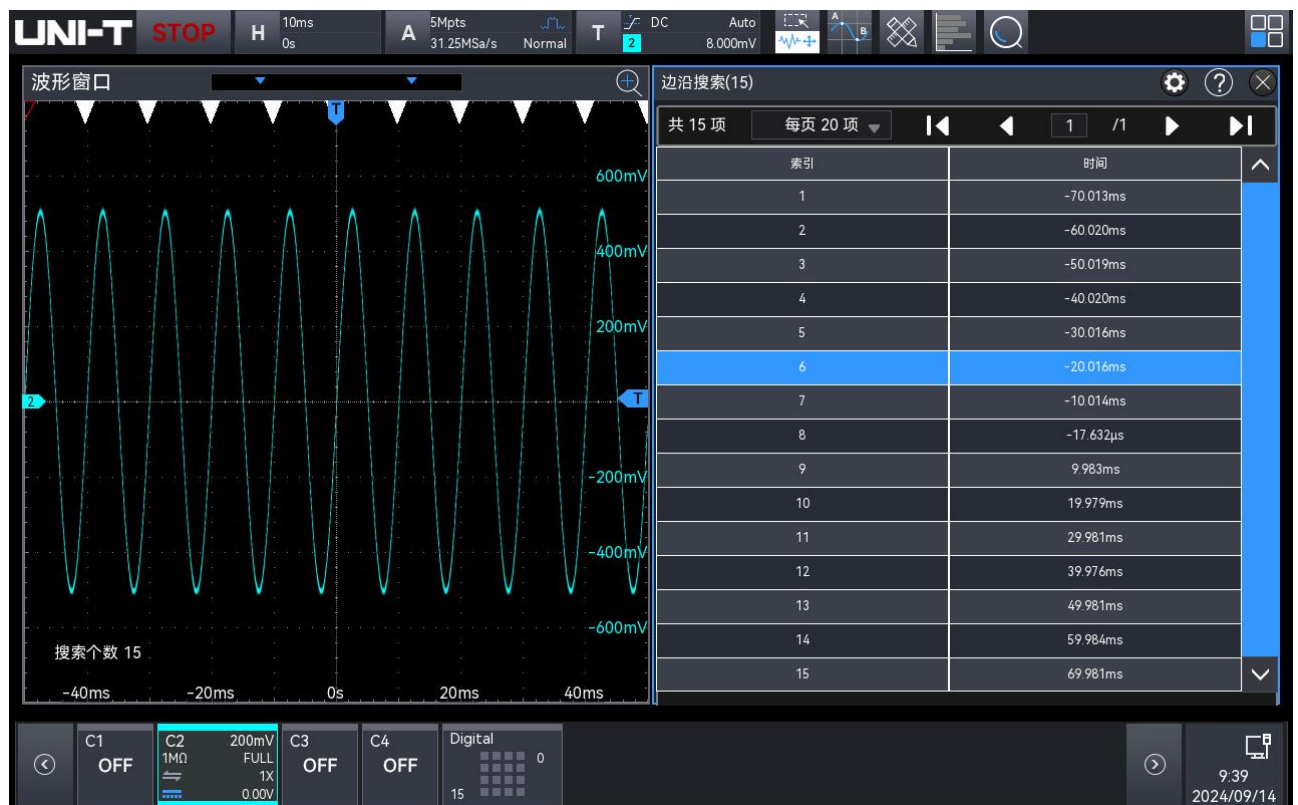 UNI-T STOP H 10ms 0s A 5Mpts 31.25MSa/s Normal T DC 2 Auto 8.000mV A B
波形窗口
T
600mV
400mV
200mV
2 T
-200mV
-400mV
-600mV
搜索个数 15
-40ms -20ms 0s 20ms 40ms
边沿搜索(15) ?
共 15 项 每页 20 项 1 /1
索引 时间
1 -70.013ms
2 -60.020ms
3 -50.019ms
4 -40.020ms
5 -30.016ms
6 -20.016ms
7 -10.014ms
8 -17.632μs
9 9.983ms
10 19.979ms
11 29.981ms
12 39.976ms
13 49.981ms
14 59.984ms
15 69.981ms
C1 OFF
C2 200mV
1MΩ FULL
1X
0.00V
C3 OFF
C4 OFF
Digital
0
15
9:39
2024/09/14